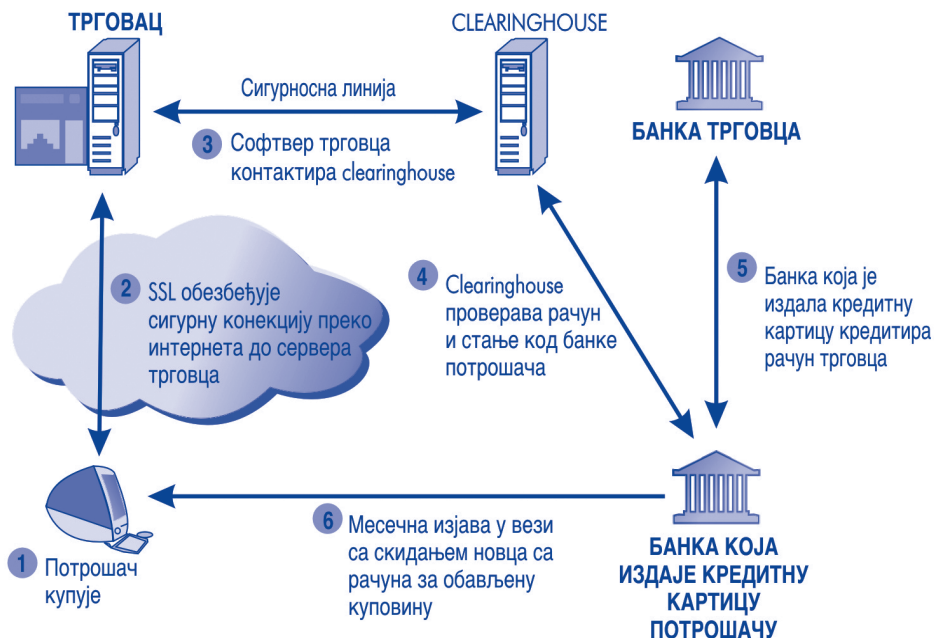 ТРГОВАЦ
CLEARINGHOUSE
Сигурносна линија
БАНКА ТРГОВЦА
3 Софтвер трговца
контактира clearinghouse
2 SSL обезбеђује
сигурну конекцију преко
интернета до сервера
трговца
4 Clearinghouse
проверава рачун
и стање код банке
потрошача
5 Банка која је
издала кредитну
картицу кредитира
рачун трговца
1 Потрошач
купује
6 Месечна изјава у вези
са скидањем новца са
рачуна за обављену
куповину
БАНКА КОЈА
ИЗДАЈЕ КРЕДИТНУ
КАРТИЦУ
ПОТРОШАЧУ